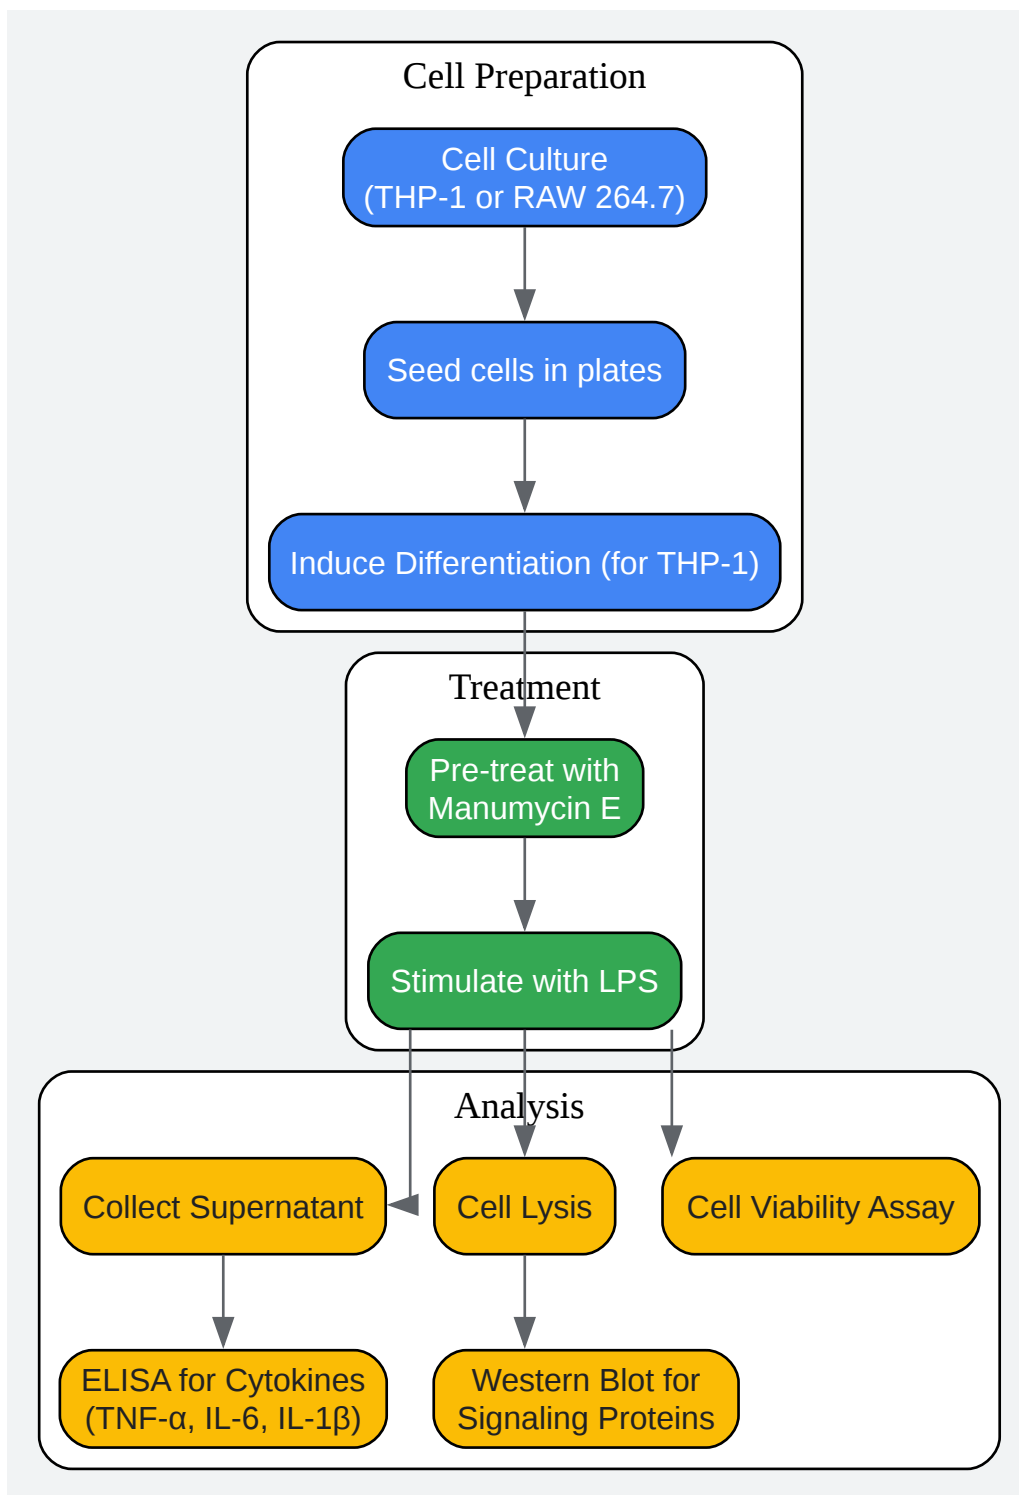 Cell Preparation
Cell Culture
(THP-1 or RAW 264.7)
Seed cells in plates
Induce Differentiation (for THP-1)
Treatment
Pre-treat with
Manumycin E
Stimulate with LPS
Analysis
Collect Supernatant
Cell Lysis
Cell Viability Assay
ELISA for Cytokines
(TNF-α, IL-6, IL-1β)
Western Blot for
Signaling Proteins